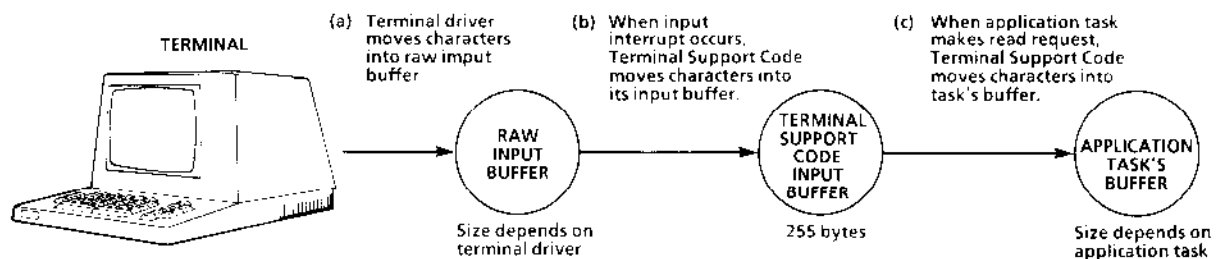 TERMINAL
(a) Terminal driver
moves characters
into raw imput
buffer
(b) When input
interrupt occurs,
Terminal Support Code
moves characters into
its input buffer.
(c) When application task
makes read request,
Terminal Support Code
moves characters into
task's buffer.
RAW
INPUT
BUFFER
Size depends on
terminal driver
TERMINAL
SUPPORT
CODE
INPUT
BUFFER
255 bytes
APPLICATION
TASK'S
BUFFER
Size depends on
application task